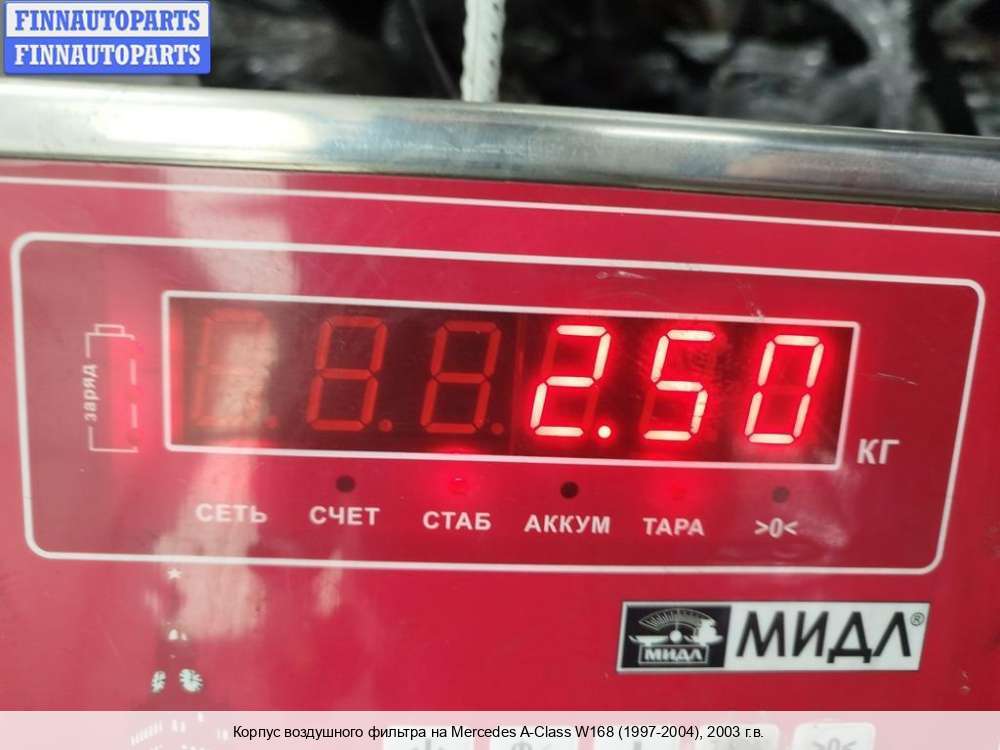 FINNAUTOPARTS
FINNAUTOPARTS
заряд
2.50
КГ
СЕТЬ СЧЕТ СТАБ АККУМ ТАРА >0<
МИДЛ МИДЛ®
Корпус воздушного фильтра на Mercedes A-Class W168 (1997-2004), 2003 г.в.